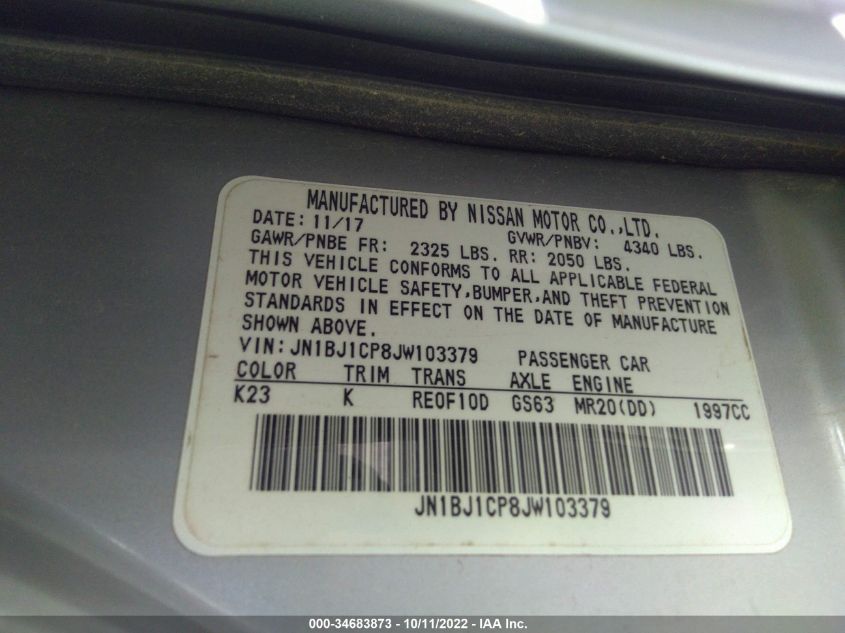 MANUFACTURED BY NISSAN MOTOR CO.,LTD.
DATE: 11/17 GVWR/PNBV: 4340 LBS.
GAWR/PNBE FR: 2325 LBS. RR: 2050 LBS.
THIS VEHICLE CONFORMS TO ALL APPLICABLE FEDERAL
MOTOR VEHICLE SAFETY,BUMPER,AND THEFT PREVENTION
STANDARDS IN EFFECT ON THE DATE OF MANUFACTURE
SHOWN ABOVE.
VIN: JN1BJ1CP8JW103379 PASSENGER CAR
COLOR TRIM TRANS AXLE ENGINE
K23 K RE0F10D GS63 MR20(DD) 1997CC
JN1BJ1CP8JW103379
000-34683873 - 10/11/2022 - IAA Inc.